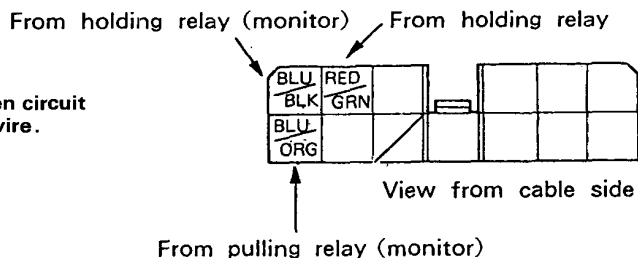 From holding relay (monitor) From holding relay
en circuit
vire.
BLU RED
BLK GRN
BLU
ORG
View from cable side
From pulling relay (monitor)